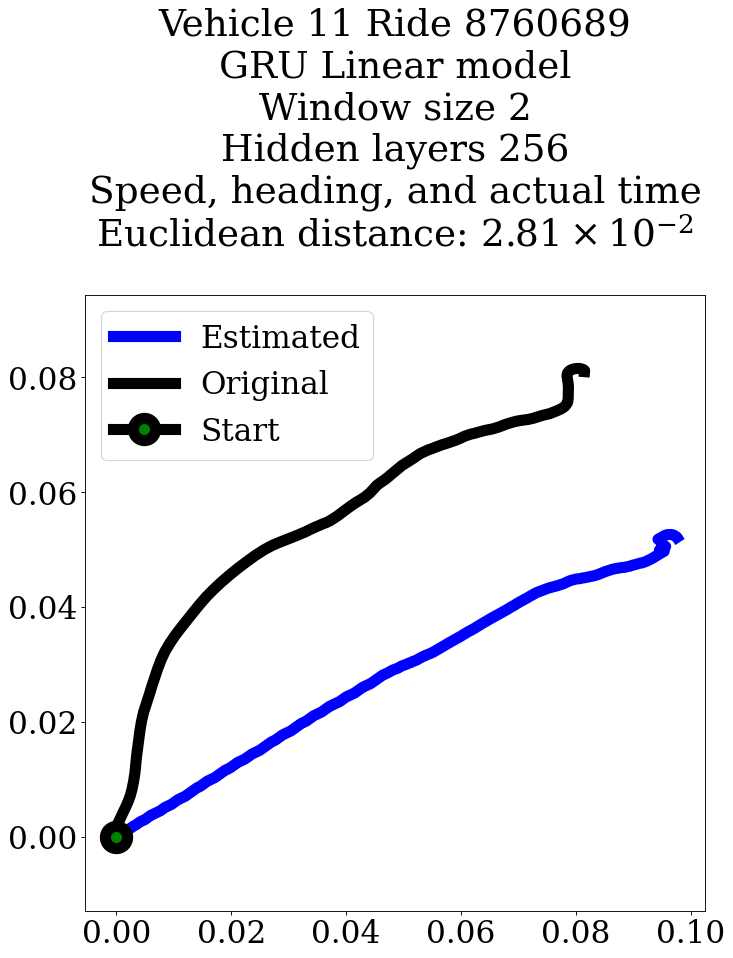 Vehicle 11 Ride 8760689
GRU Linear model
Window size 2
Hidden layers 256
Speed, heading, and actual time
Euclidean distance: 2.81 × 10⁻²
Estimated
Original
Start
0.08
0.06
0.04
0.02
0.00
0.00 0.02 0.04 0.06 0.08 0.10